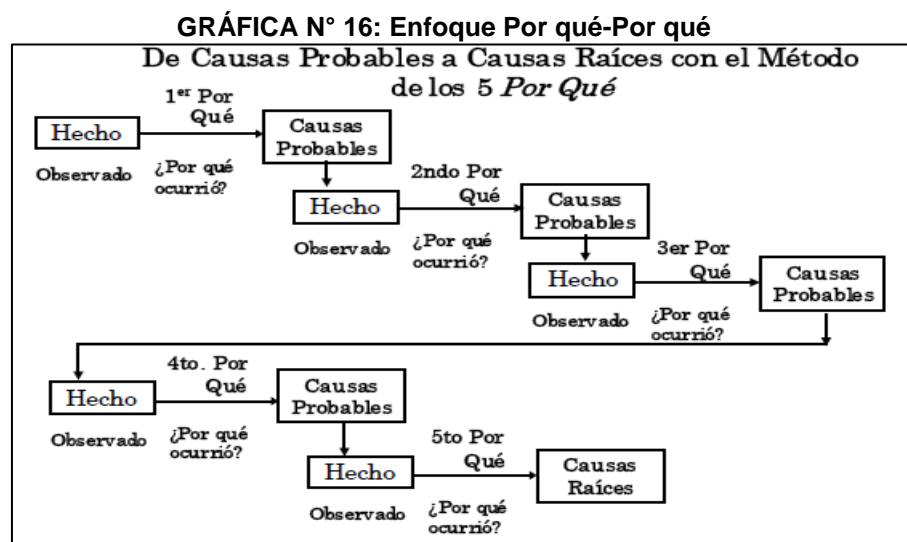 GRÁFICA N° 16: Enfoque Por qué-Por qué
De Causas Probables a Causas Raíces con el Método
de los 5 Por Qué
1er Por
Qué
Hecho
Observado
¿Por qué
ocurrió?
Causas
Probables
2ndo Por
Qué
Hecho
Observado
¿Por qué
ocurrió?
Causas
Probables
3er Por
Qué
Hecho
Observado
¿Por qué
ocurrió?
Causas
Probables
4to. Por
Qué
Hecho
Observado
¿Por qué
ocurrió?
Causas
Probables
5to Por
Qué
Hecho
Observado
¿Por qué
ocurrió?
Causas
Raíces